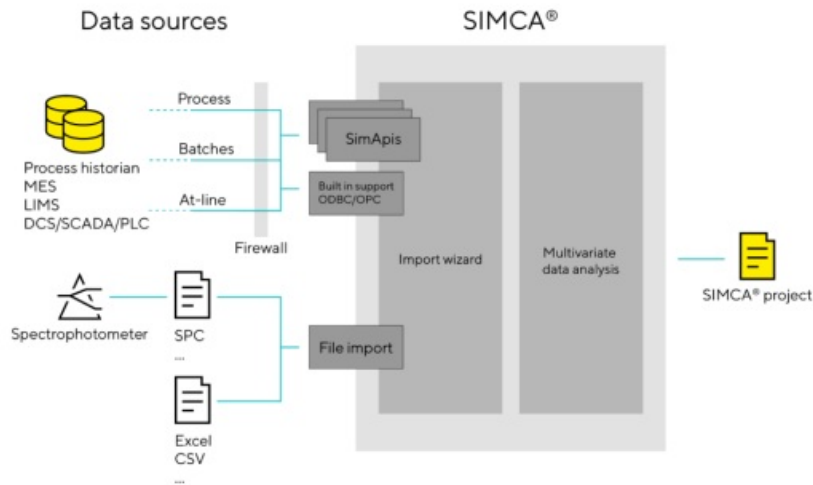 Data sources
SIMCA®
Process
Batches
At-line
Process historian
MES
LIMS
DCS/SCADA/PLC
Firewall
SimApis
Built in support
ODBC/OPC
Import wizard
Multivariate
data analysis
SIMCA® project
Spectrophotometer
SPC
...
File import
Excel
CSV
...